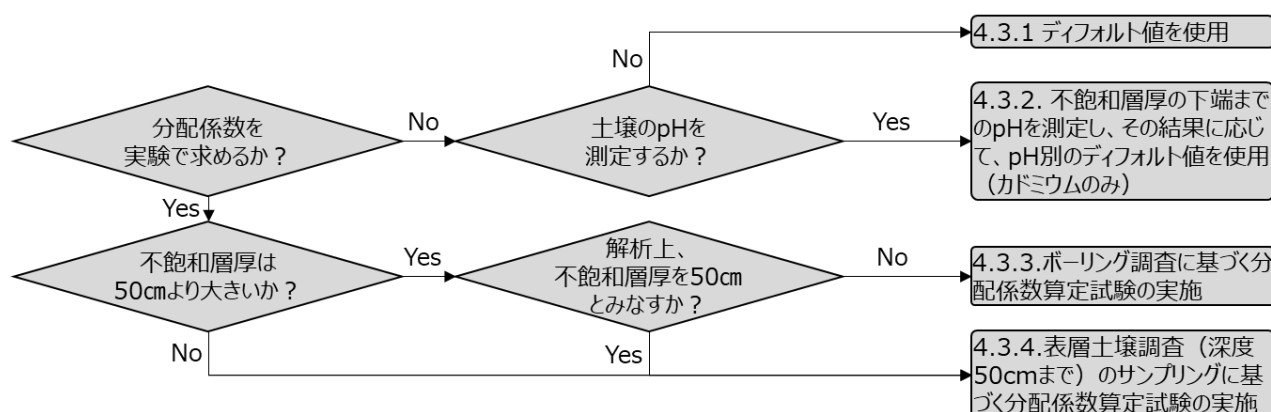 4.3.1 ディフォルト値を使用
No
分配係数を
実験で求めるか？
No
土壌のpHを
測定するか？
Yes
4.3.2. 不飽和層厚の下端まで
のpHを測定し、その結果に応じ
て、pH別のディフォルト値を使用
（カドミウムのみ）
Yes
不飽和層厚は
50㎝より大きいか？
Yes
解析上、
不飽和層厚を50㎝
とみなすか？
No
4.3.3.ボーリング調査に基づく分
配係数算定試験の実施
No
Yes
4.3.4.表層土壌調査（深度
50cmまで）のサンプリングに基
づく分配係数算定試験の実施